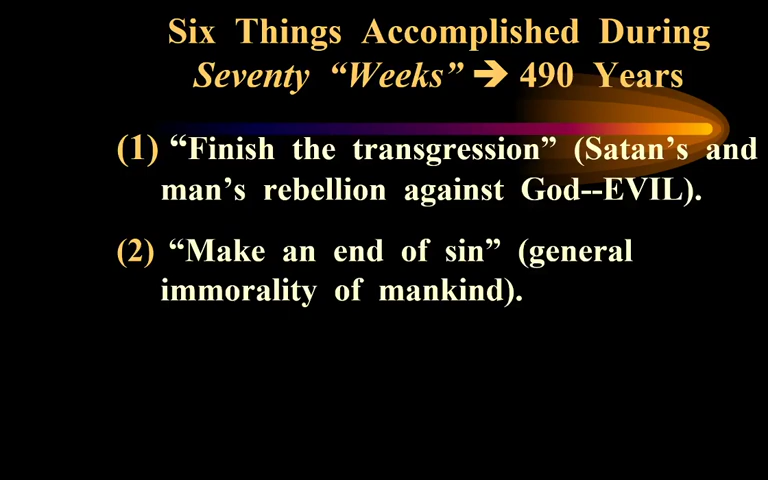 Six Things Accomplished During
Seventy “Weeks” ➔ 490 Years
(1) “Finish the transgression” (Satan’s and
man’s rebellion against God--EVIL).
(2) “Make an end of sin” (general
immorality of mankind).